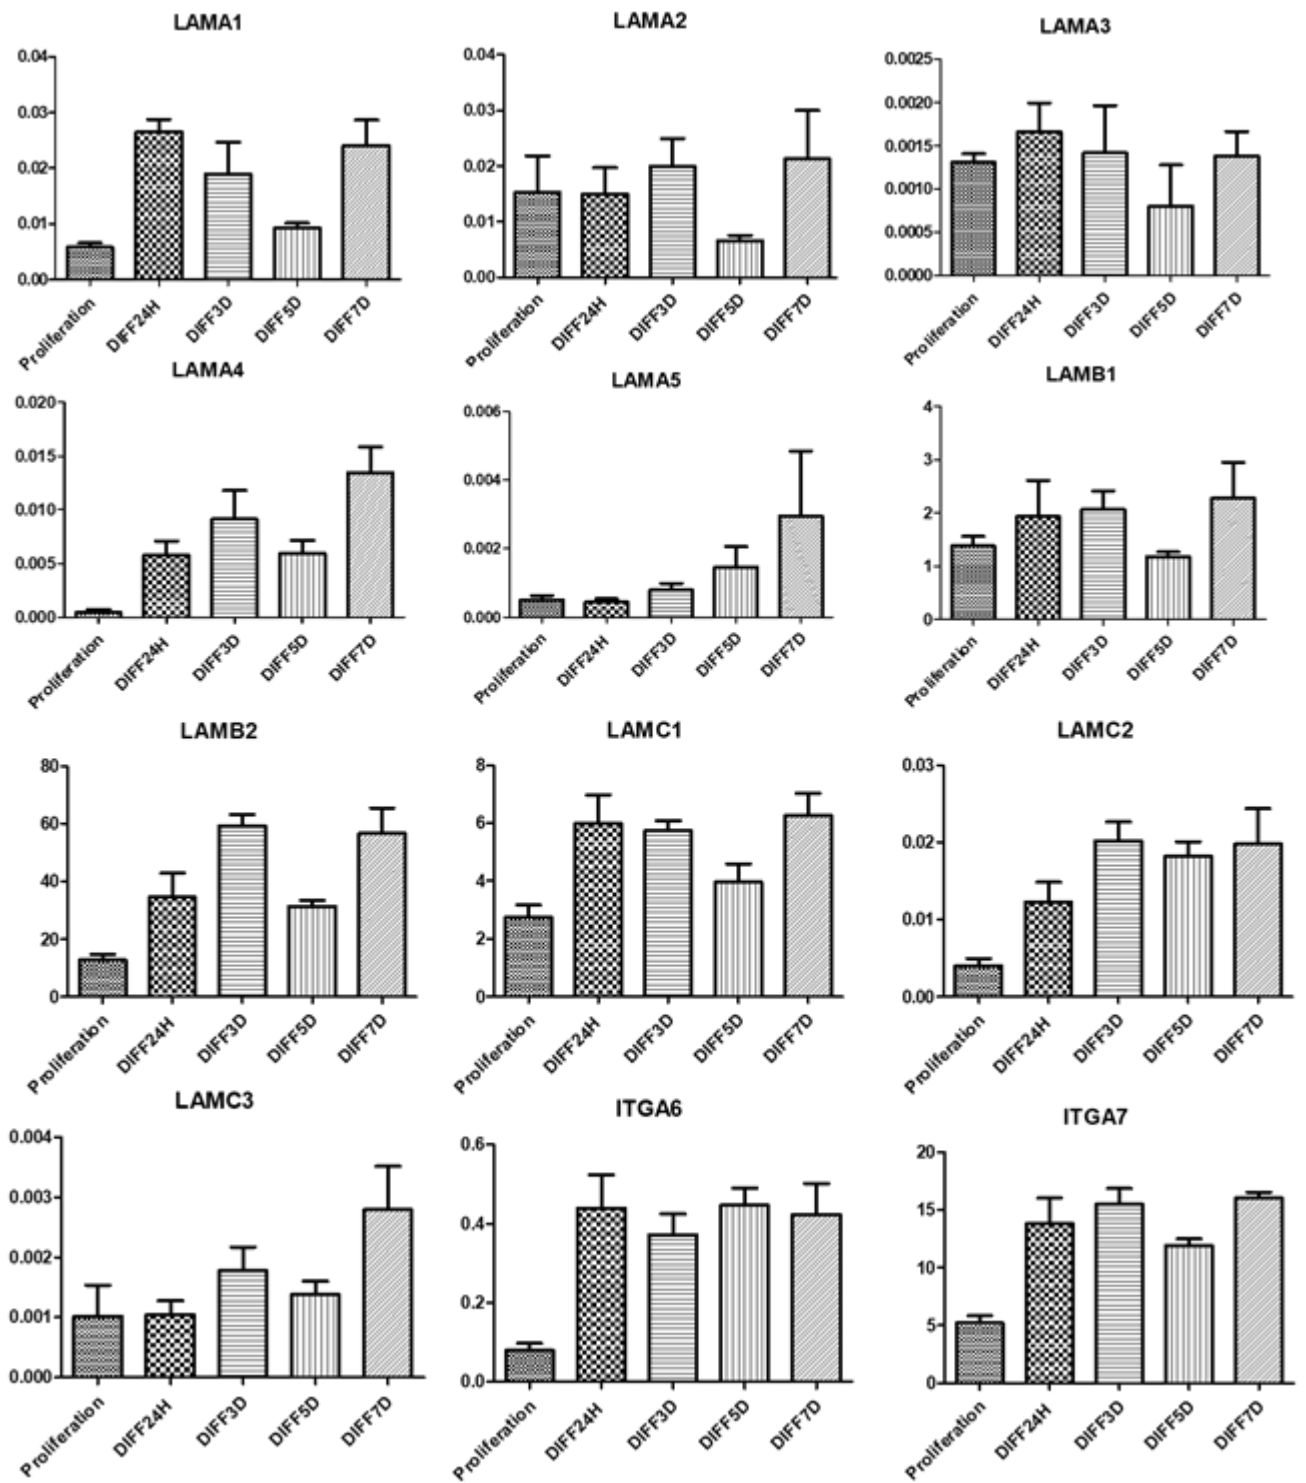 LAMA1
0.04
0.03
0.02
0.01
0.00
Proliferation
DIFF24H
DIFF3D
DIFF5D
DIFF7D
LAMA2
0.04
0.03
0.02
0.01
0.00
Proliferation
DIFF24H
DIFF3D
DIFF5D
DIFF7D
LAMA3
0.0025
0.0020
0.0015
0.0010
0.0005
0.0000
Proliferation
DIFF24H
DIFF3D
DIFF5D
DIFF7D
LAMA4
0.020
0.015
0.010
0.005
0.000
Proliferation
DIFF24H
DIFF3D
DIFF5D
DIFF7D
LAMA5
0.006
0.004
0.002
0.000
Proliferation
DIFF24H
DIFF3D
DIFF5D
DIFF7D
LAMB1
4
3
2
1
0
Proliferation
DIFF24H
DIFF3D
DIFF5D
DIFF7D
LAMB2
80
60
40
20
0
Proliferation
DIFF24H
DIFF3D
DIFF5D
DIFF7D
LAMC1
8
6
4
2
0
Proliferation
DIFF24H
DIFF3D
DIFF5D
DIFF7D
LAMC2
0.03
0.02
0.01
0.00
Proliferation
DIFF24H
DIFF3D
DIFF5D
DIFF7D
LAMC3
0.004
0.003
0.002
0.001
0.000
Proliferation
DIFF24H
DIFF3D
DIFF5D
DIFF7D
ITGA6
0.6
0.4
0.2
0.0
Proliferation
DIFF24H
DIFF3D
DIFF5D
DIFF7D
ITGA7
20
15
10
5
0
Proliferation
DIFF24H
DIFF3D
DIFF5D
DIFF7D